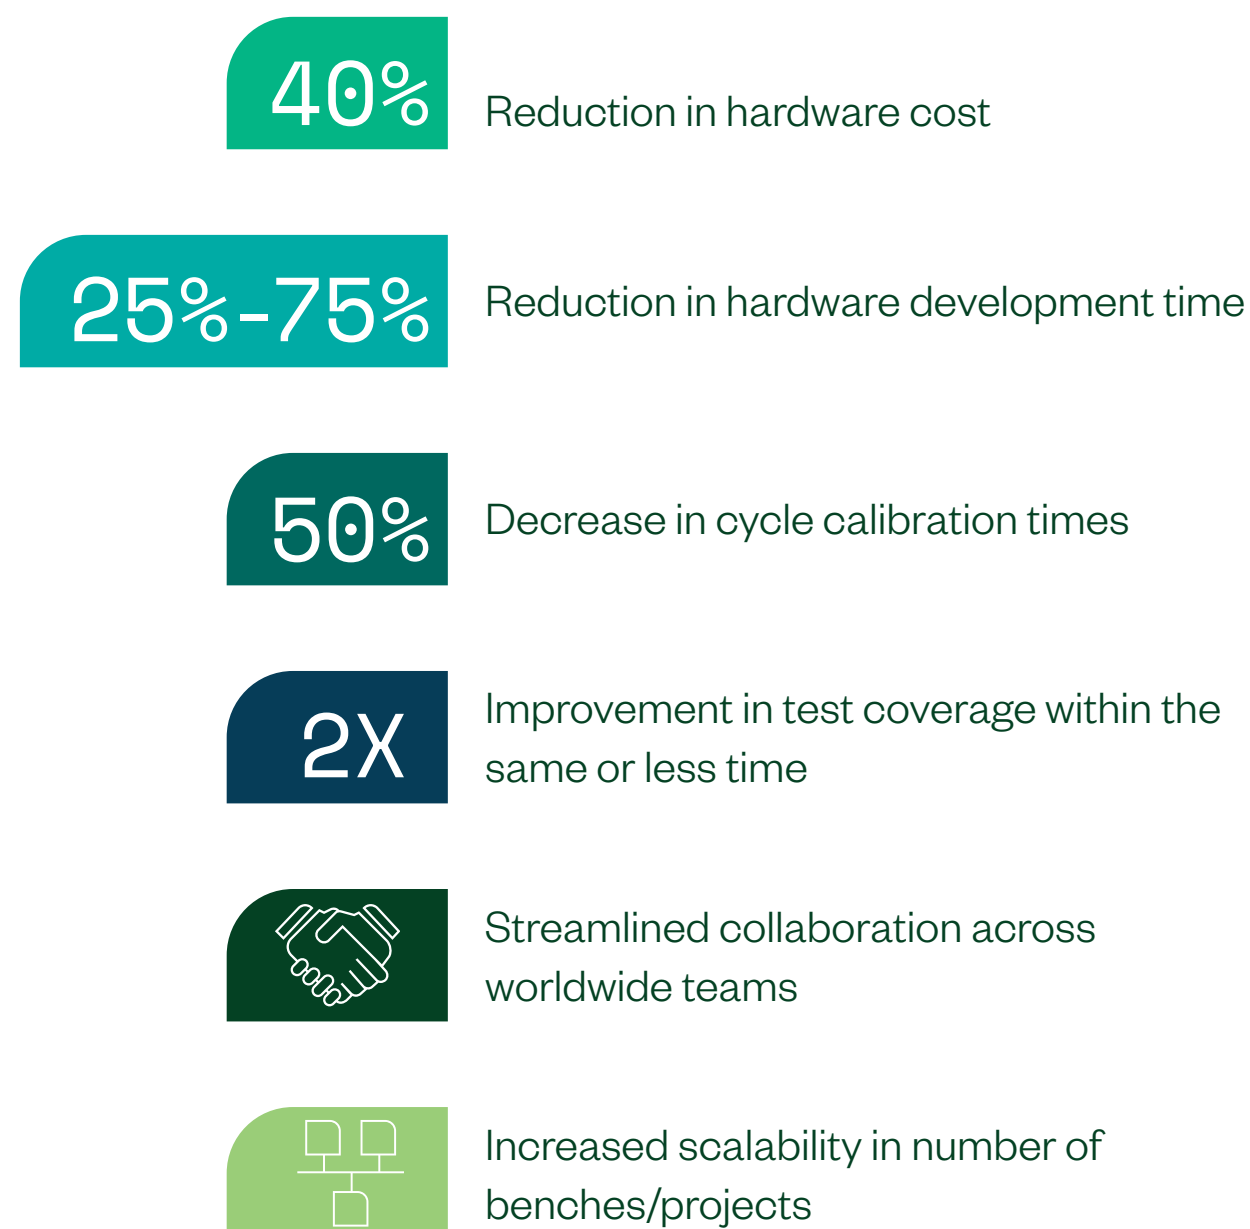 40%
Reduction in hardware cost
25%-75%
Reduction in hardware development time
50%
Decrease in cycle calibration times
2X
Improvement in test coverage within the
same or less time
Streamlined collaboration across
worldwide teams
Increased scalability in number of
benches/projects